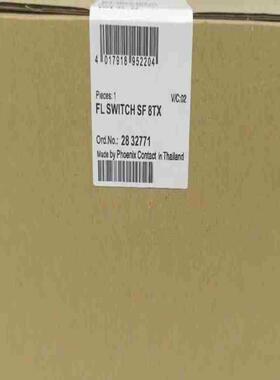 4 017918 952204
Pieces: 1 V/C:02
FL SWITCH SF 8TX
Ord.No.: 28 32771
Made by Phoenix Contact in Thailand